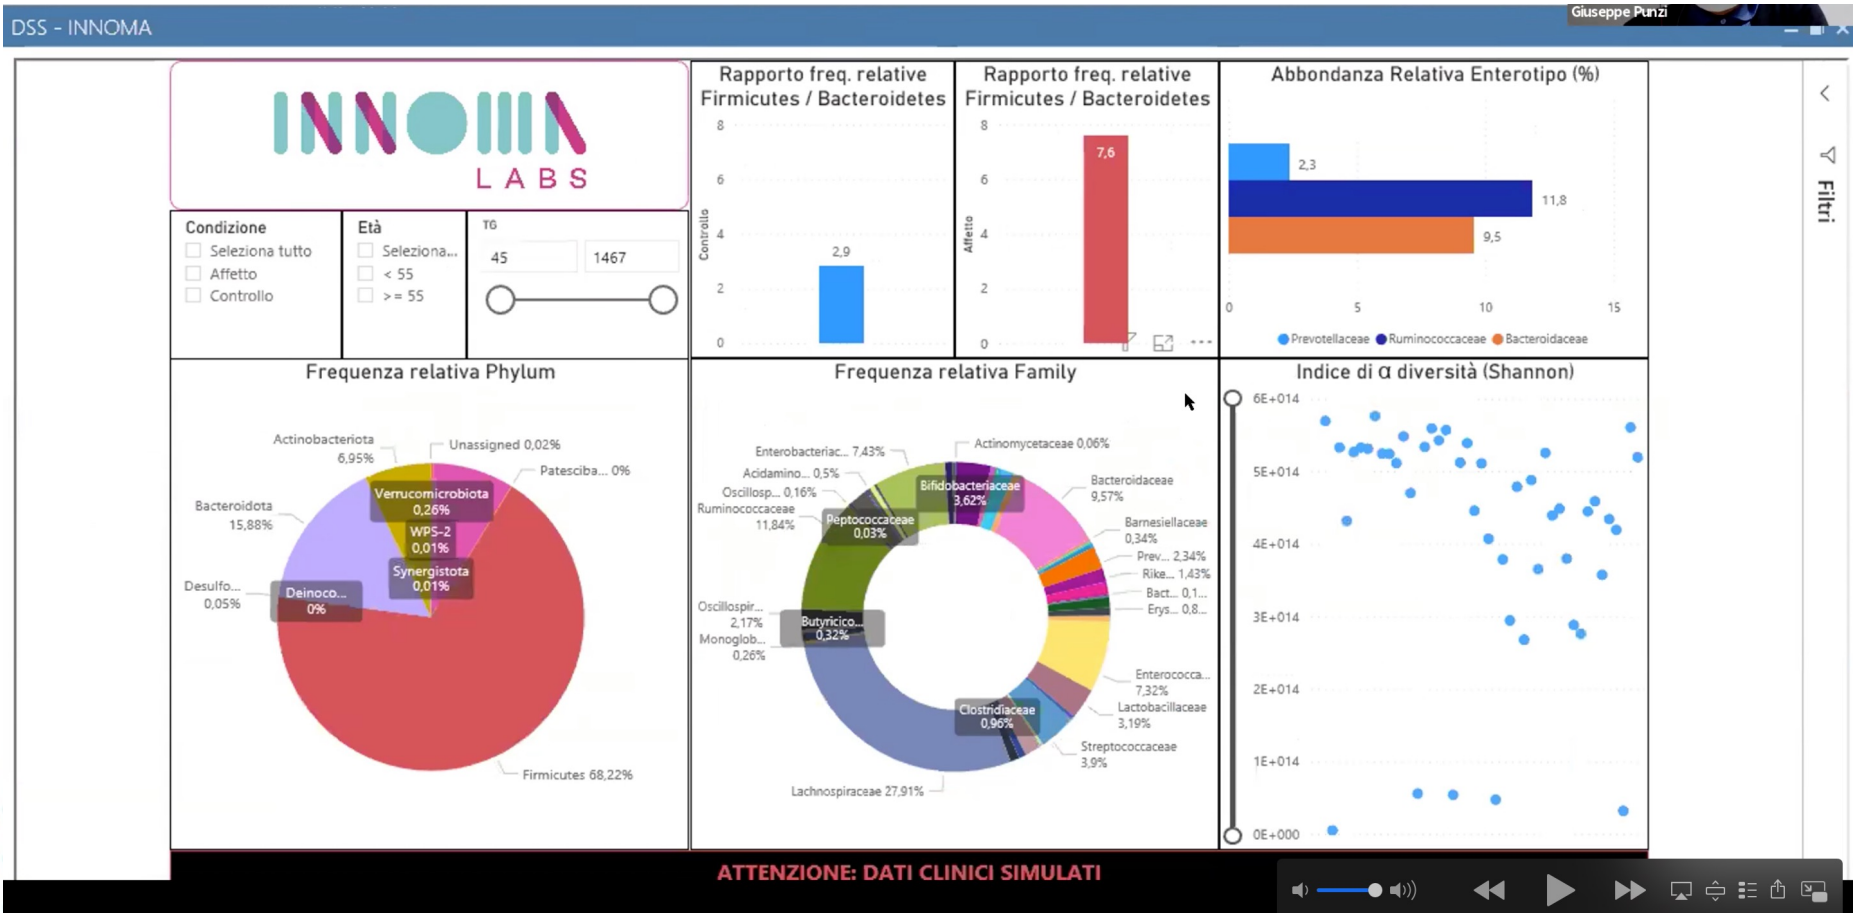 Giuseppe Punzi
DSS - INNOMA
INNOMA
LABS
Condizione
Seleziona tutto
Affetto
Controllo
Età
Seleziona...
< 55
>= 55
TG
45
1467
Rapporto freq. relative
Firmicutes / Bacteroidetes
8
6
4
2
0
Controllo
2,9
Rapporto freq. relative
Firmicutes / Bacteroidetes
8
6
4
2
0
Affetto
7,6
Abbondanza Relativa Enterotipo (%)
2,3
11,8
9,5
0 5 10 15
Prevotellaceae Ruminococcaceae Bacteroidaceae
Filtri
Frequenza relativa Phylum
Actinobacteriota
6,95%
Unassigned 0,02%
Patesciba... 0%
Bacteroidota
15,88%
Verrucomicrobiota
0,26%
WPS-2
0,01%
Synergistota
0,01%
Desulfo...
0,05%
Deinoco...
0%
Firmicutes 68,22%
Frequenza relativa Family
Actinomycetaceae 0,06%
Enterobacteriac... 7,43%
Acidamino... 0,5%
Oscillosp... 0,16%
Ruminococcaceae
11,84%
Bifidobacteriaceae
3,62%
Peptococcaceae
0,03%
Bacteroidaceae
9,57%
Barnesiellaceae
0,34%
Prev... 2,34%
Rike... 1,43%
Bact... 0,1...
Erys... 0,8...
Oscillospir...
2,17%
Butyricico...
0,32%
Monoglob...
0,26%
Enterococca...
7,32%
Lactobacillaceae
3,19%
Clostridiaceae
0,96%
Streptococcaceae
3,9%
Lachnospiraceae 27,91%
Indice di α diversità (Shannon)
6E+014
5E+014
4E+014
3E+014
2E+014
1E+014
0E+000
ATTENZIONE: DATI CLINICI SIMULATI